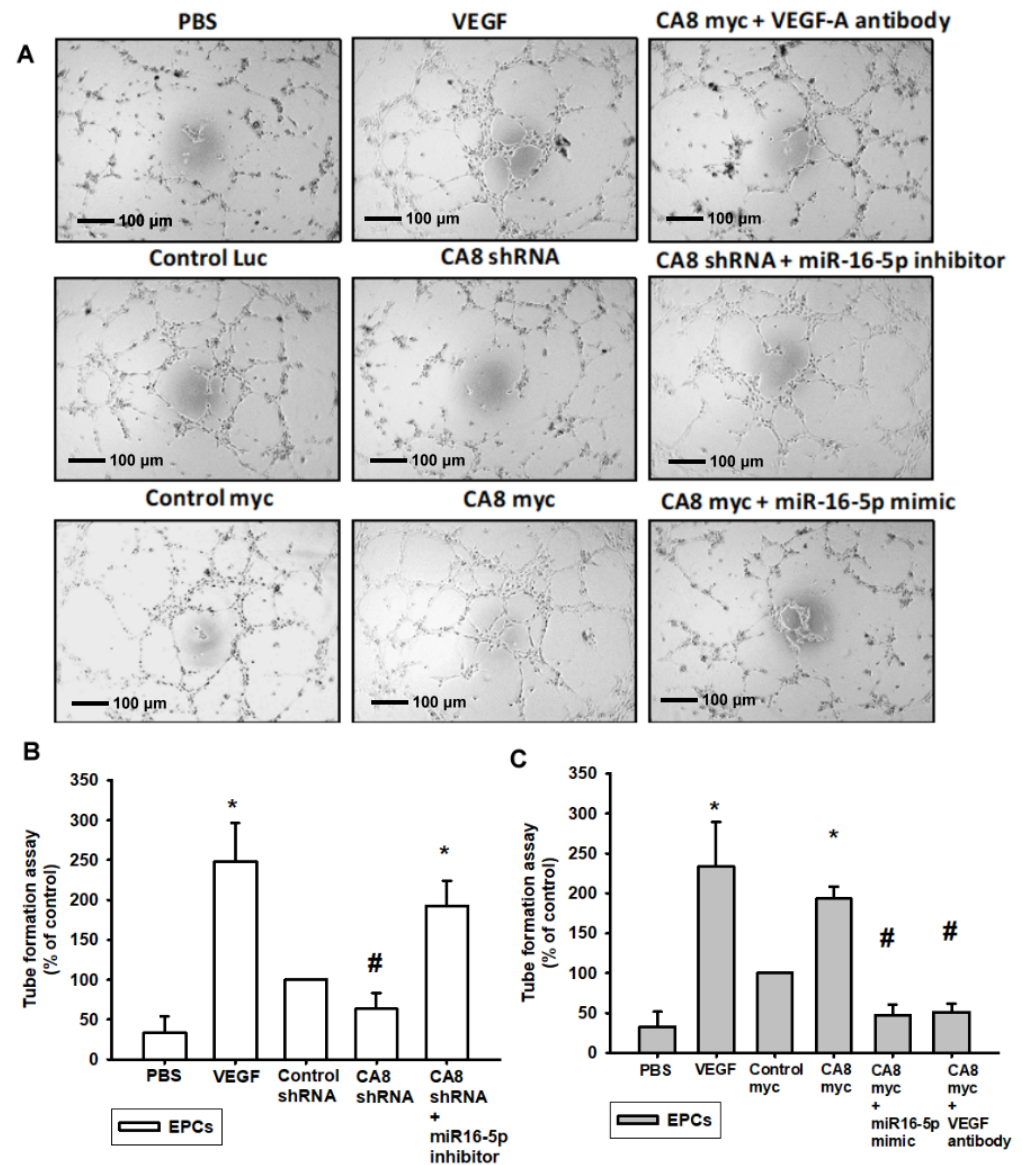 A
PBS
VEGF
CA8 myc + VEGF-A antibody
100 µm
100 µm
100 µm
Control Luc
CA8 shRNA
CA8 shRNA + miR-16-5p inhibitor
100 µm
100 µm
100 µm
Control myc
CA8 myc
CA8 myc + miR-16-5p mimic
100 µm
100 µm
100 µm
B
Tube formation assay
(% of control)
350
300
250
200
150
100
50
0
*
#
*
PBS
VEGF
Control
shRNA
CA8
shRNA
CA8
shRNA
+
miR16-5p
inhibitor
EPCs
C
Tube formation assay
(% of control)
350
300
250
200
150
100
50
0
*
*
#
#
PBS
VEGF
Control
myc
CA8
myc
CA8
myc
+
miR16-5p
mimic
CA8
myc
+
VEGF
antibody
EPCs